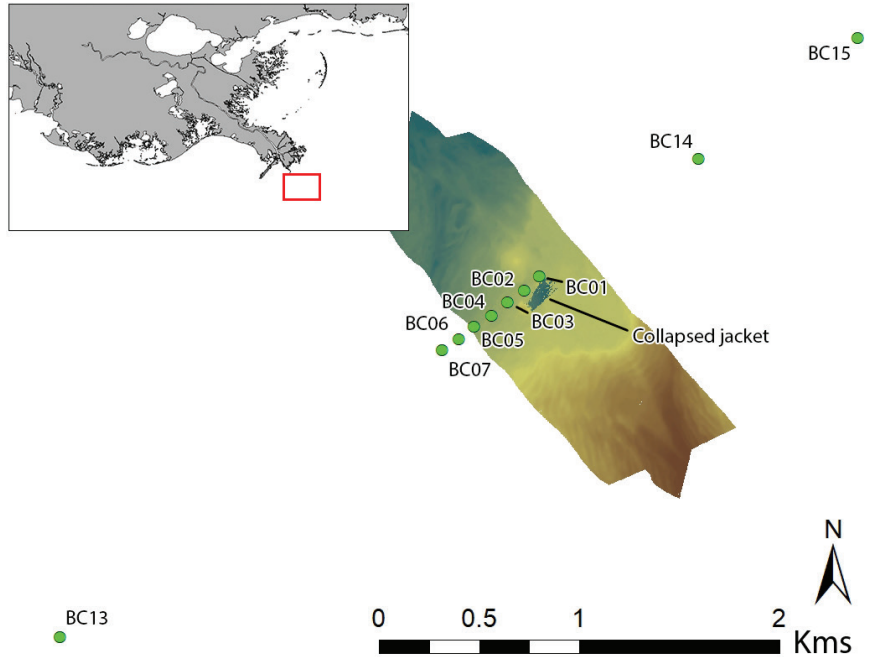 BC15
BC14
BC02
BC01
BC04
BC03
BC06
BC05
Collapsed jacket
BC07
N
BC13
0 0.5 1 2
Kms